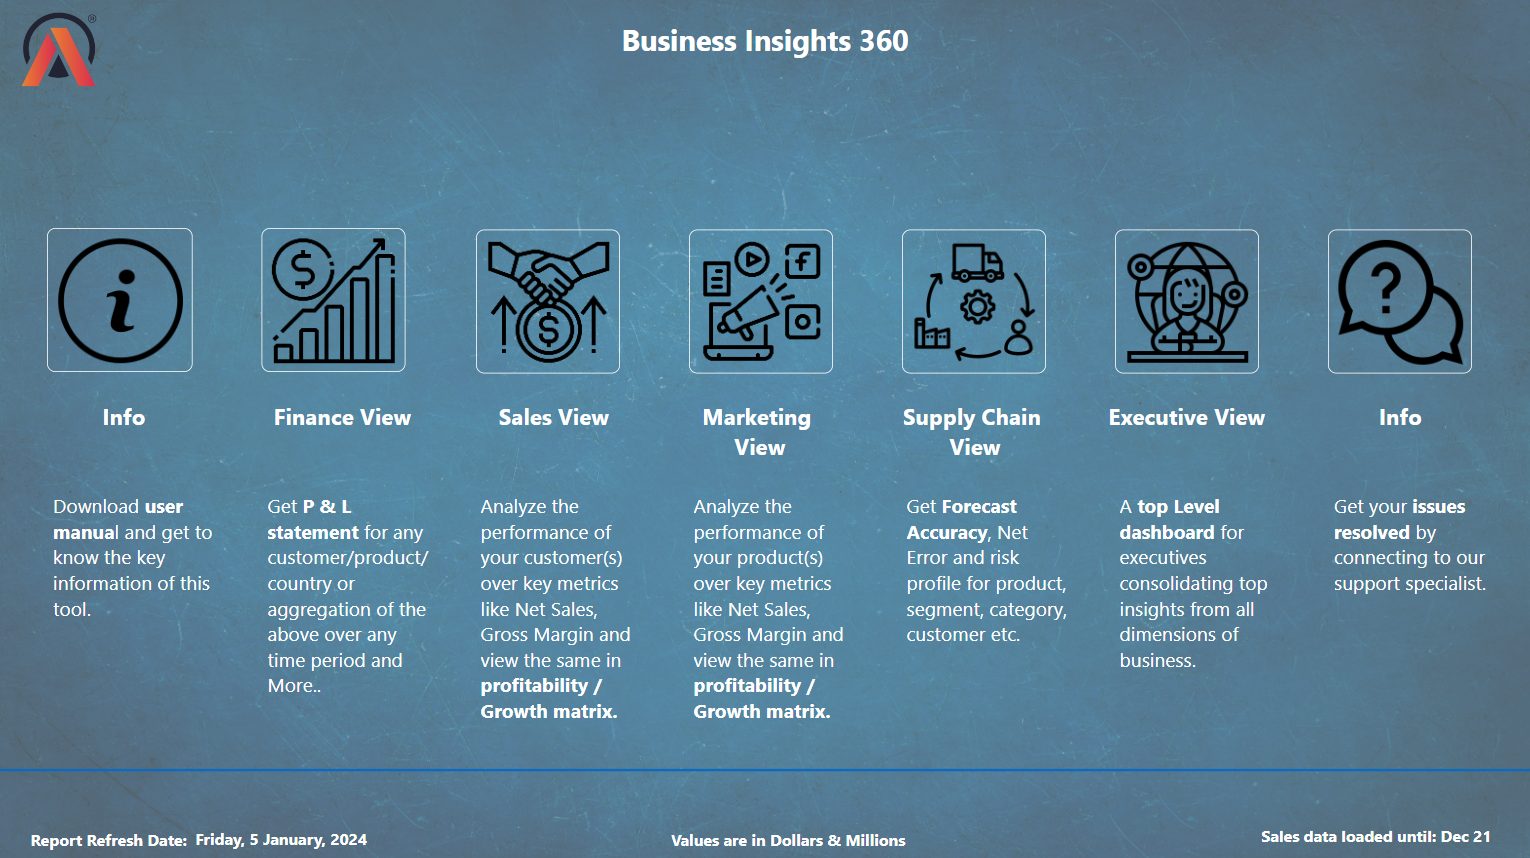 ®
Business Insights 360
Info
Download user
manual and get to
know the key
information of this
tool.
Finance View
Get P & L
statement for any
customer/product/
country or
aggregation of the
above over any
time period and
More..
Sales View
Analyze the
performance of
your customer(s)
over key metrics
like Net Sales,
Gross Margin and
view the same in
profitability /
Growth matrix.
Marketing
View
Analyze the
performance of
your product(s)
over key metrics
like Net Sales,
Gross Margin and
view the same in
profitability /
Growth matrix.
Supply Chain
View
Get Forecast
Accuracy, Net
Error and risk
profile for product,
segment, category,
customer etc.
Executive View
A top Level
dashboard for
executives
consolidating top
insights from all
dimensions of
business.
Info
Get your issues
resolved by
connecting to our
support specialist.
Report Refresh Date: Friday, 5 January, 2024
Values are in Dollars & Millions
Sales data loaded until: Dec 21